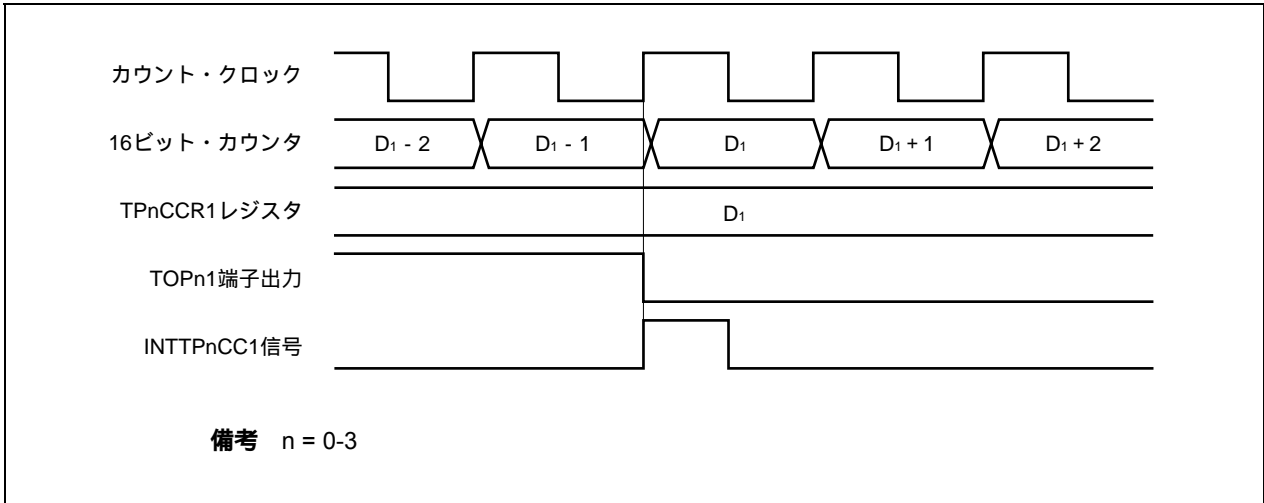 カウント・クロック
16ビット・カウンタ D₁ - 2 D₁ - 1 D₁ D₁ + 1 D₁ + 2
TPnCCR1レジスタ D₁
TOPn1端子出力
INTTPnCC1信号
備考 n = 0-3